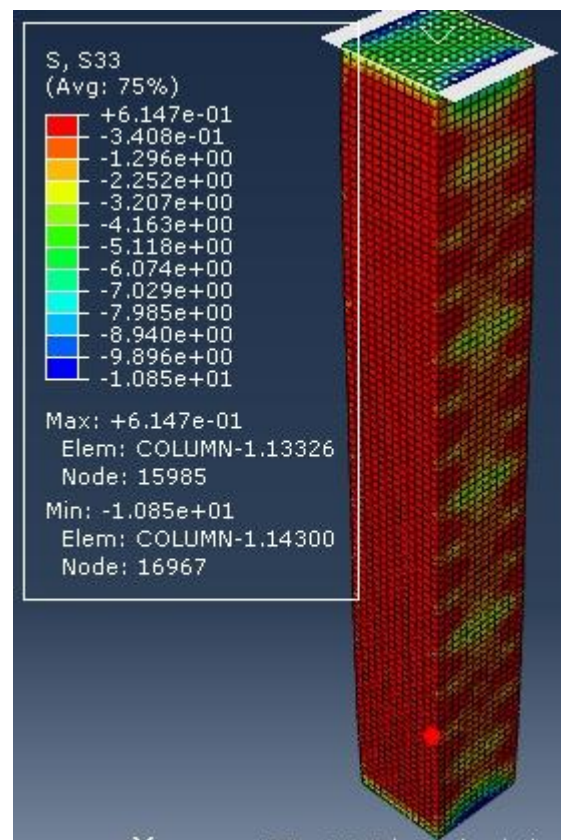 S, S33
(Avg: 75%)
+6.147e-01
-3.408e-01
-1.296e+00
-2.252e+00
-3.207e+00
-4.163e+00
-5.118e+00
-6.074e+00
-7.029e+00
-7.985e+00
-8.940e+00
-9.896e+00
-1.085e+01
Max: +6.147e-01
Elem: COLUMN-1.13326
Node: 15985
Min: -1.085e+01
Elem: COLUMN-1.14300
Node: 16967